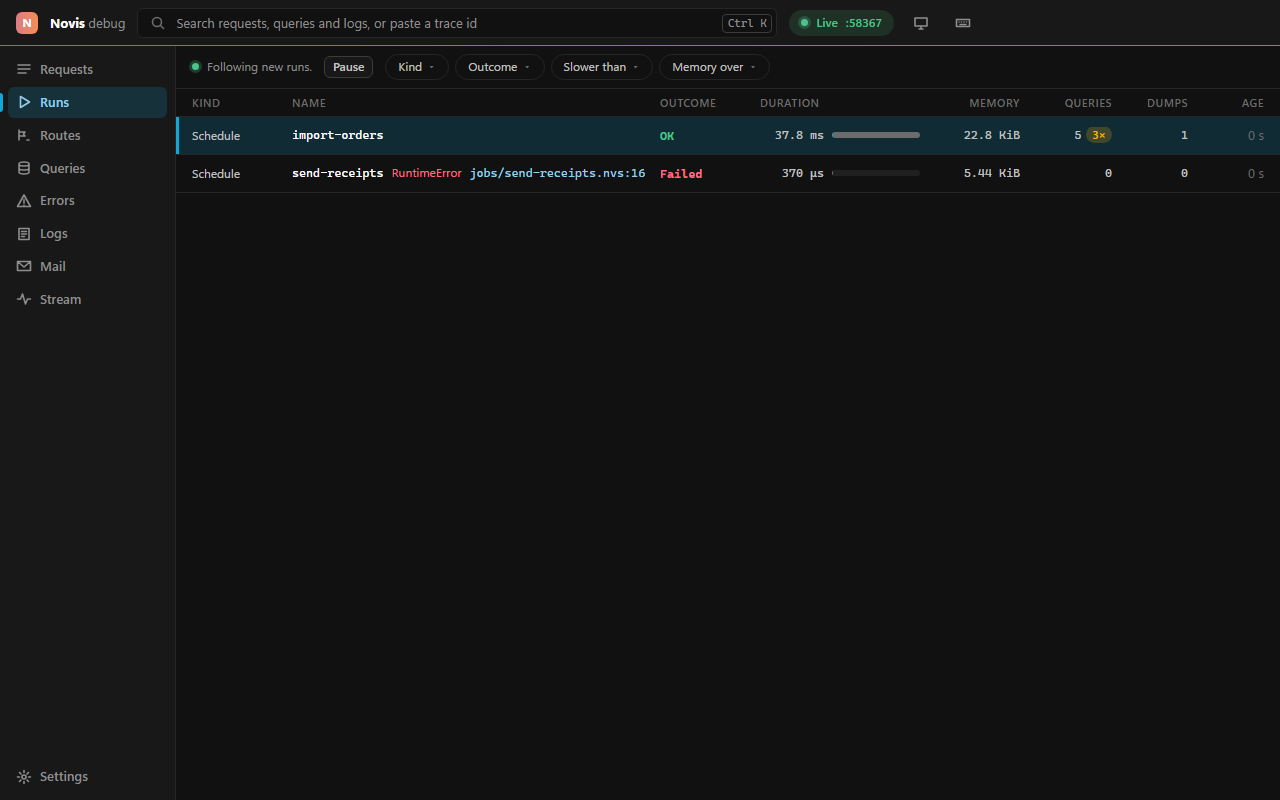 N Novis debug Search requests, queries and logs, or paste a trace id Ctrl K Live :58367
Requests
Runs
Routes
Queries
Errors
Logs
Mail
Stream
Settings
Following new runs. Pause Kind Outcome Slower than Memory over
KIND NAME OUTCOME DURATION MEMORY QUERIES DUMPS AGE
Schedule import-orders OK 37.8 ms 22.8 KiB 5 3× 1 0 s
Schedule send-receipts RuntimeError jobs/send-receipts.nvs:16 Failed 370 µs 5.44 KiB 0 0 0 s